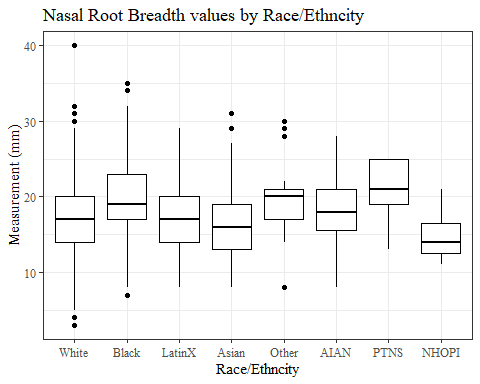 Nasal Root Breadth values by Race/Ethncity
40
30
20
10
Measurement (mm)
White Black LatinX Asian Other AIAN PTNS NHOPI
Race/Ethncity